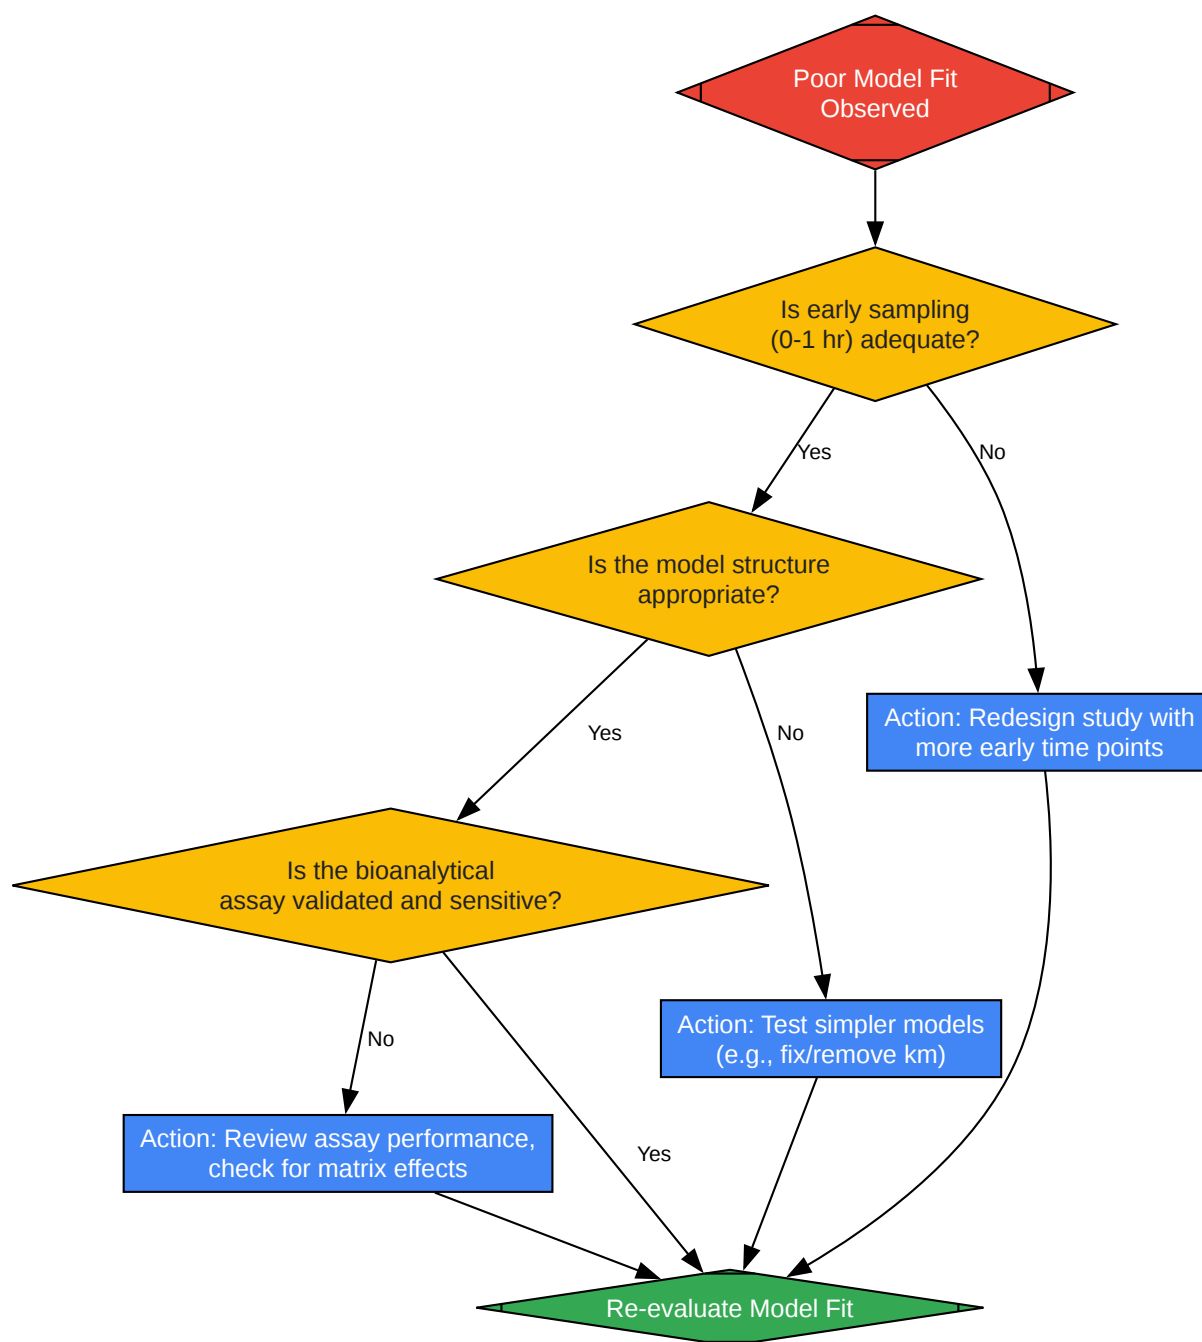 Poor Model Fit
Observed
Is early sampling
(0-1 hr) adequate?
Yes
No
Is the model structure
appropriate?
Action: Redesign study with
more early time points
Yes
No
Is the bioanalytical
assay validated and sensitive?
Action: Test simpler models
(e.g., fix/remove km)
No
Action: Review assay performance,
check for matrix effects
Yes
Re-evaluate Model Fit